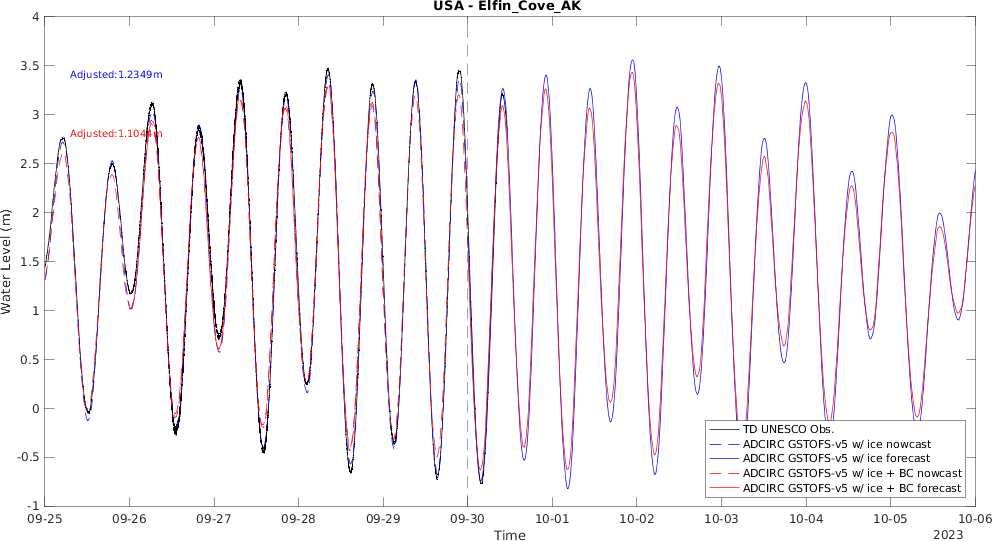 USA - Elfin_Cove_AK
4
3.5
3
2.5
2
1.5
1
0.5
0
-0.5
-1
Water Level (m)
Adjusted:1.2349m
Adjusted:1.1044m
TD UNESCO Obs.
ADCIRC GSTOFS-v5 w/ ice nowcast
ADCIRC GSTOFS-v5 w/ ice forecast
ADCIRC GSTOFS-v5 w/ ice + BC nowcast
ADCIRC GSTOFS-v5 w/ ice + BC forecast
09-25 09-26 09-27 09-28 09-29 09-30 10-01 10-02 10-03 10-04 10-05 10-06
Time
2023